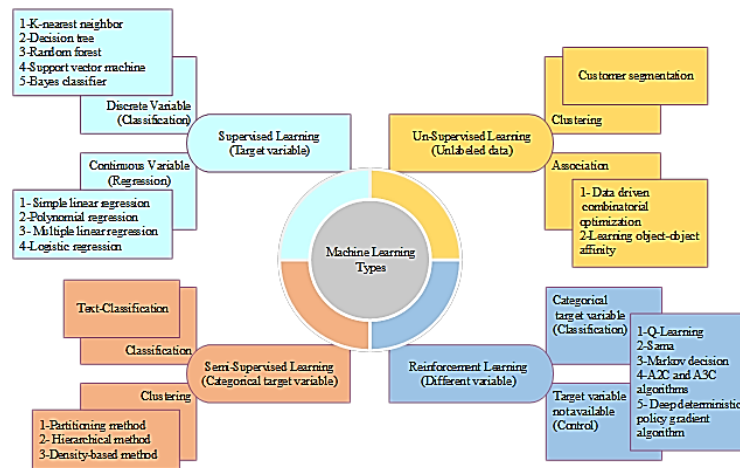 1-K-nearest neighbor
2-Decision tree
3-Random forest
4-Support vector machine
5-Bayes classifier
Discrete Variable
(Classification)
Supervised Learning
(Target variable)
Continuous Variable
(Regression)
1- Simple linear regression
2-Polynomial regression
3- Multiple linear regression
4-Logistic regression
Customer segmentation
Clustering
Un-Supervised Learning
(Unlabeled data)
Association
1- Data driven
combinatorial
optimization
2-Learning object-object
affinity
Machine Learning
Types
Text-Classification
Classification
Semi-Supervised Learning
(Categorical target variable)
Clustering
1-Partitioning method
2- Hierarchical method
3-Density-based method
Categorical
target variable
(Classification)
Reinforcement Learning
(Different variable)
Target variable
not available
(Control)
1-Q-Learning
2-Sama
3-Markov decision
4-A2C and A3C
algorithms
5- Deep deterministic
policy gradient
algorithm